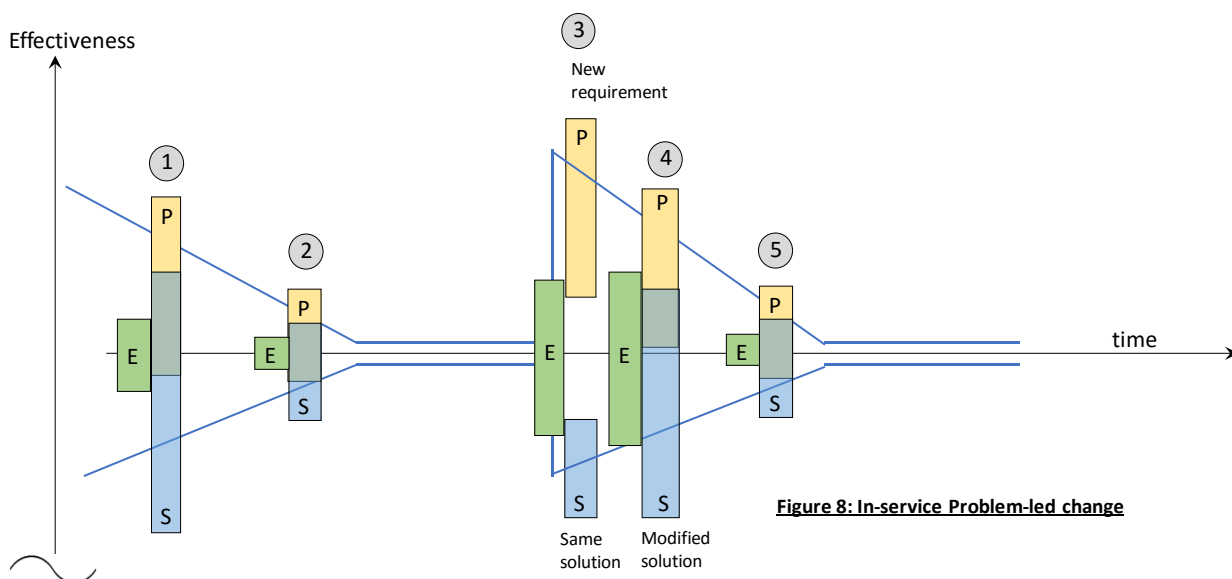 Effectiveness
3
New
requirement
P
1
4
P
P
2
5
P
P
E
E
E
E
E
time
S
S
S
S
S
Figure 8: In-service Problem-led change
Same
solution
Modified
solution